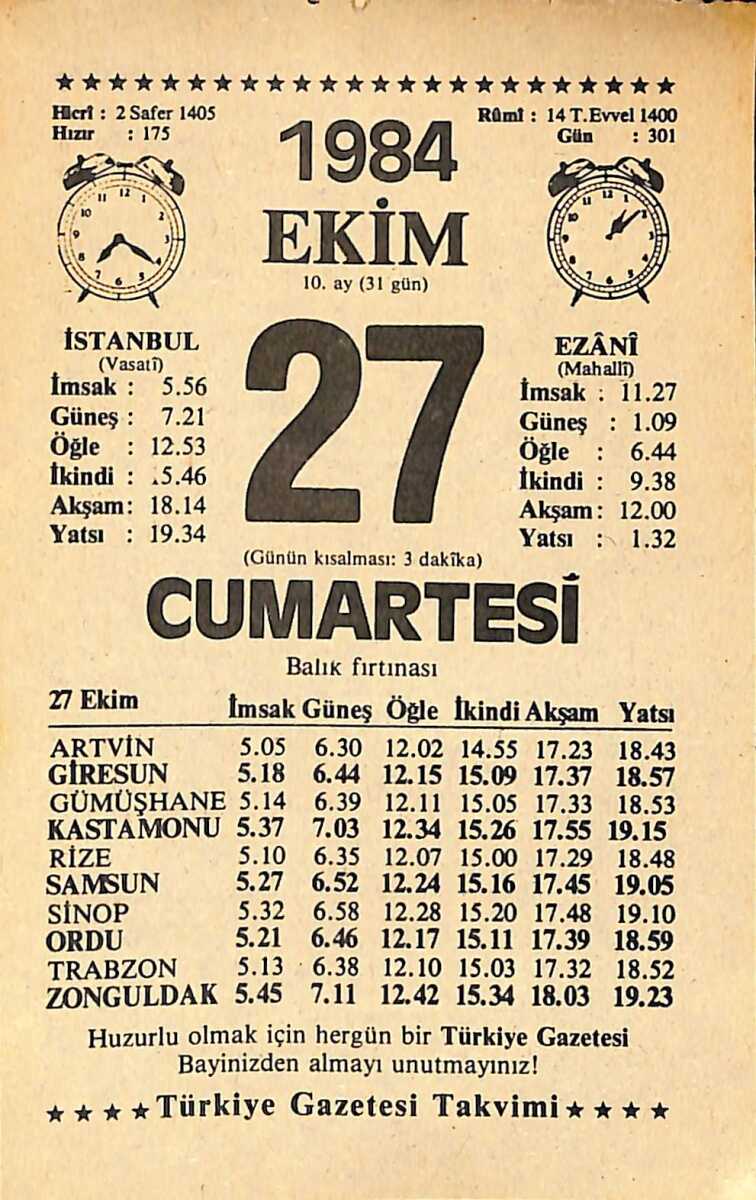 Hicrî : 2 Safer 1405
Hızır : 175
Rûmî : 14 T.Evvel 1400
Gün : 301
1984
EKİM
10. ay (31 gün)
27
İSTANBUL
(Vasatî)
İmsak : 5.56
Güneş : 7.21
Öğle : 12.53
İkindi : 15.46
Akşam: 18.14
Yatsı : 19.34
EZÂNÎ
(Mahallî)
İmsak : 11.27
Güneş : 1.09
Öğle : 6.44
İkindi : 9.38
Akşam: 12.00
Yatsı : 1.32
(Günün kısalması: 3 dakîka)
CUMARTESİ
Balık fırtınası
27 Ekim İmsak Güneş Öğle İkindi Akşam Yatsı
ARTVİN 5.05 6.30 12.02 14.55 17.23 18.43
GİRESUN 5.18 6.44 12.15 15.09 17.37 18.57
GÜMÜŞHANE 5.14 6.39 12.11 15.05 17.33 18.53
KASTAMONU 5.37 7.03 12.34 15.26 17.55 19.15
RİZE 5.10 6.35 12.07 15.00 17.29 18.48
SAMSUN 5.27 6.52 12.24 15.16 17.45 19.05
SİNOP 5.32 6.58 12.28 15.20 17.48 19.10
ORDU 5.21 6.46 12.17 15.11 17.39 18.59
TRABZON 5.13 6.38 12.10 15.03 17.32 18.52
ZONGULDAK 5.45 7.11 12.42 15.34 18.03 19.23
Huzurlu olmak için hergün bir Türkiye Gazetesi
Bayinizden almayı unutmayınız!
★ ★ ★ ★ Türkiye Gazetesi Takvimi ★ ★ ★ ★